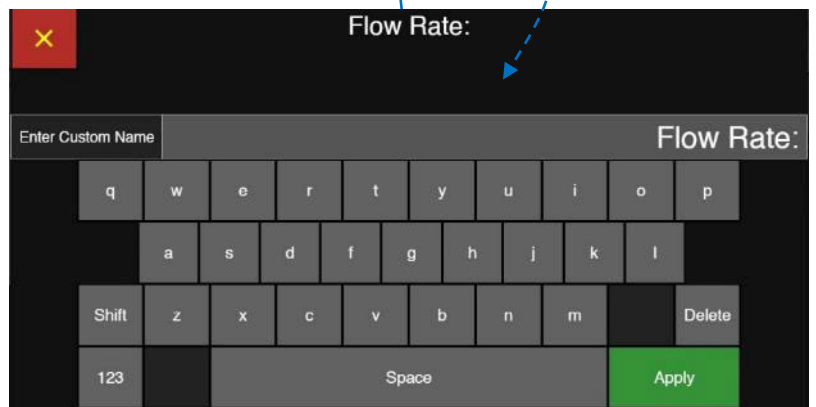 × Flow Rate:
Enter Custom Name Flow Rate:
q w e r t y u i o p
a s d f g h j k l
Shift z x c v b n m Delete
123 Space Apply